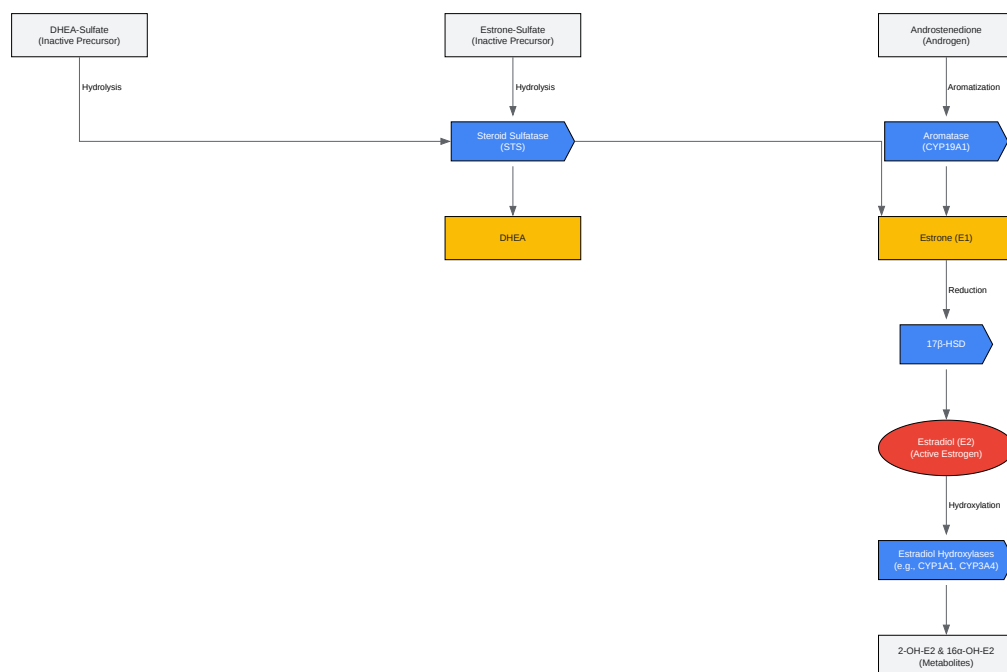 DHEA-Sulfate
(Inactive Precursor)
Estrone-Sulfate
(Inactive Precursor)
Androstenedione
(Androgen)
Hydrolysis
Hydrolysis
Aromatization
Steroid Sulfatase
(STS)
Aromatase
(CYP19A1)
DHEA
Estrone (E1)
Reduction
17β-HSD
Estradiol (E2)
(Active Estrogen)
Hydroxylation
Estradiol Hydroxylases
(e.g., CYP1A1, CYP3A4)
2-OH-E2 & 16α-OH-E2
(Metabolites)